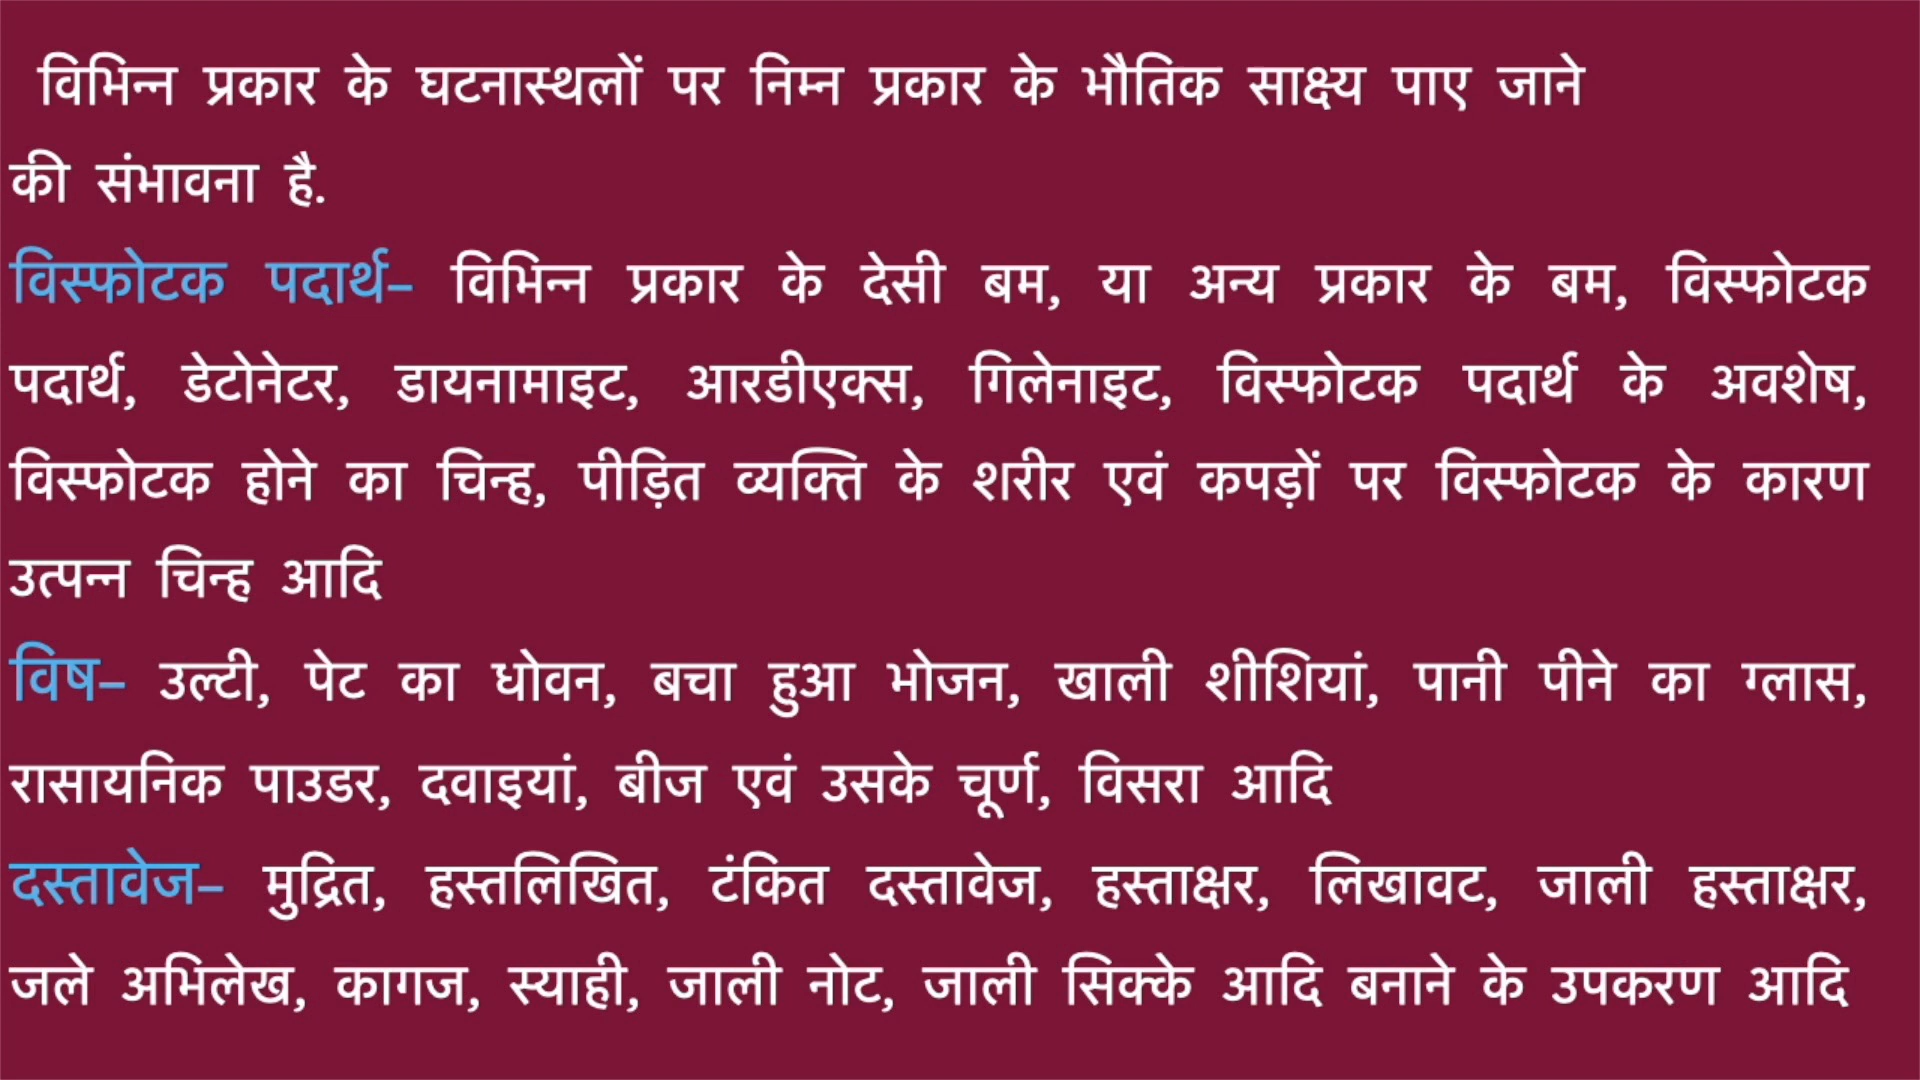 विभिन्न प्रकार के घटनास्थलों पर निम्न प्रकार के भौतिक साक्ष्य पाए जाने
की संभावना है.
विस्फोटक पदार्थ– विभिन्न प्रकार के देसी बम, या अन्य प्रकार के बम, विस्फोटक
पदार्थ, डेटोनेटर, डायनामाइट, आरडीएक्स, गिलेनाइट, विस्फोटक पदार्थ के अवशेष,
विस्फोटक होने का चिन्ह, पीड़ित व्यक्ति के शरीर एवं कपड़ों पर विस्फोटक के कारण
उत्पन्न चिन्ह आदि
विष– उल्टी, पेट का धोवन, बचा हुआ भोजन, खाली शीशियां, पानी पीने का ग्लास,
रासायनिक पाउडर, दवाइयां, बीज एवं उसके चूर्ण, विसरा आदि
दस्तावेज– मुद्रित, हस्तलिखित, टंकित दस्तावेज, हस्ताक्षर, लिखावट, जाली हस्ताक्षर,
जले अभिलेख, कागज, स्याही, जाली नोट, जाली सिक्के आदि बनाने के उपकरण आदि